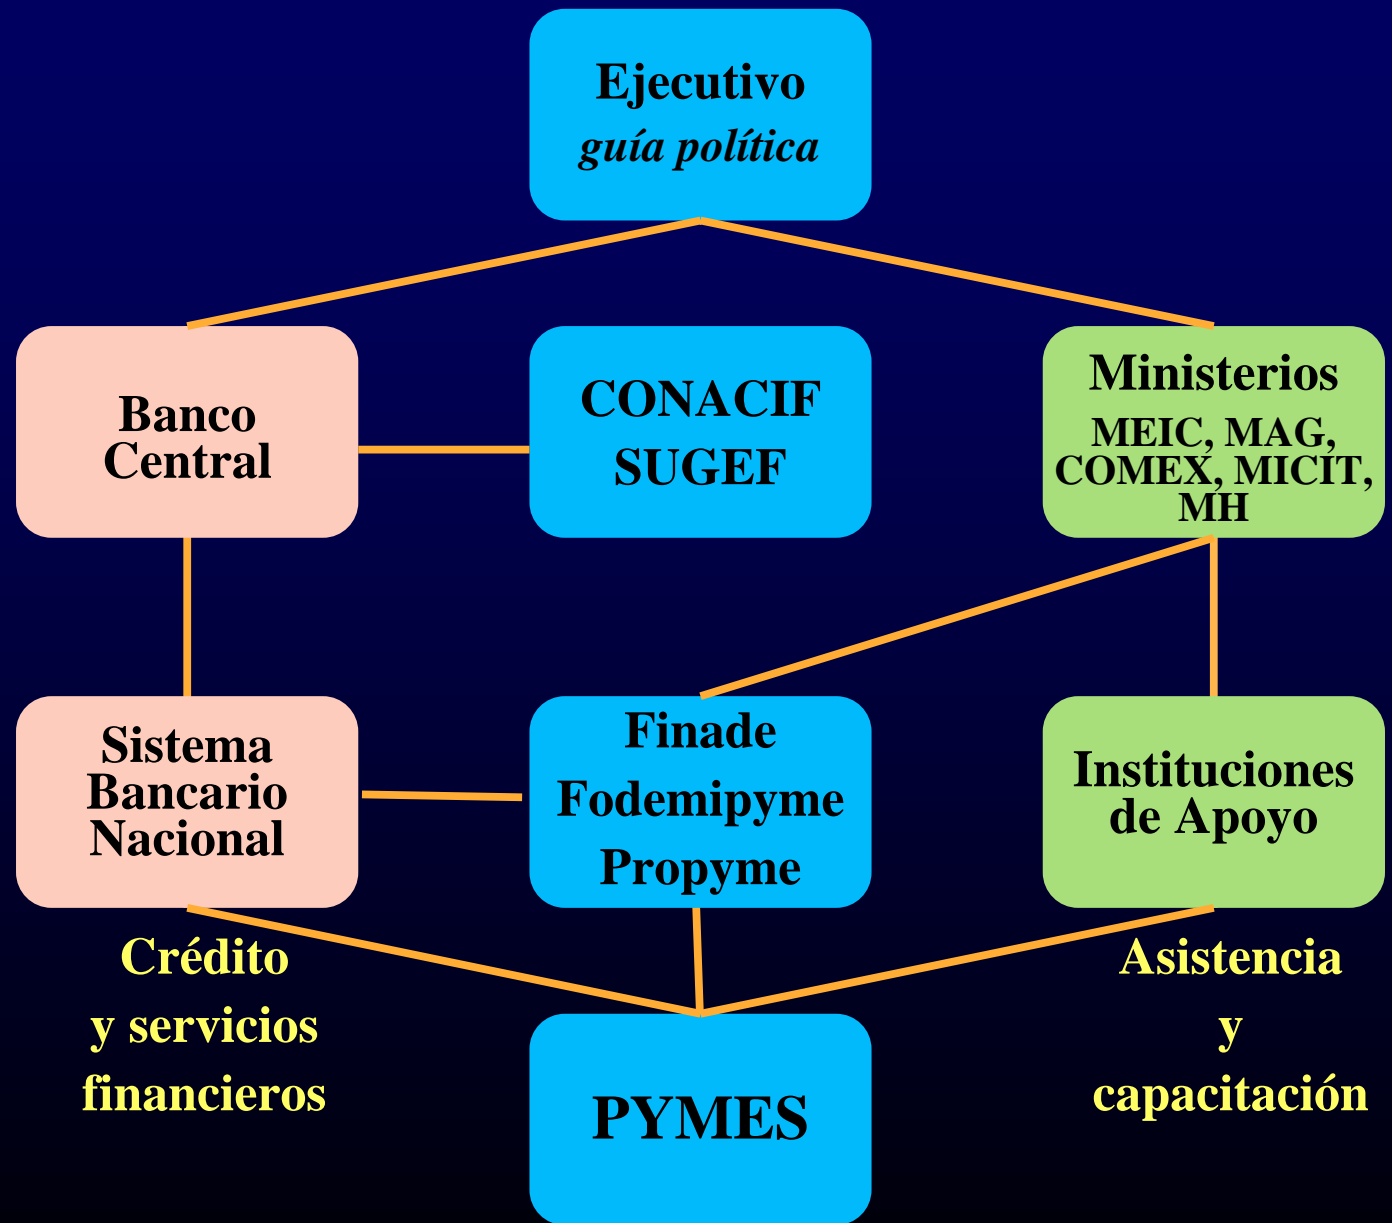 Ejecutivo
guía política
Banco
Central
CONACIF
SUGEF
Ministerios
MEIC, MAG,
COMEX, MICIT,
MH
Sistema
Bancario
Nacional
Finade
Fodemipyme
Propyme
Instituciones
de Apoyo
Crédito
y servicios
financieros
Asistencia
y
capacitación
PYMES